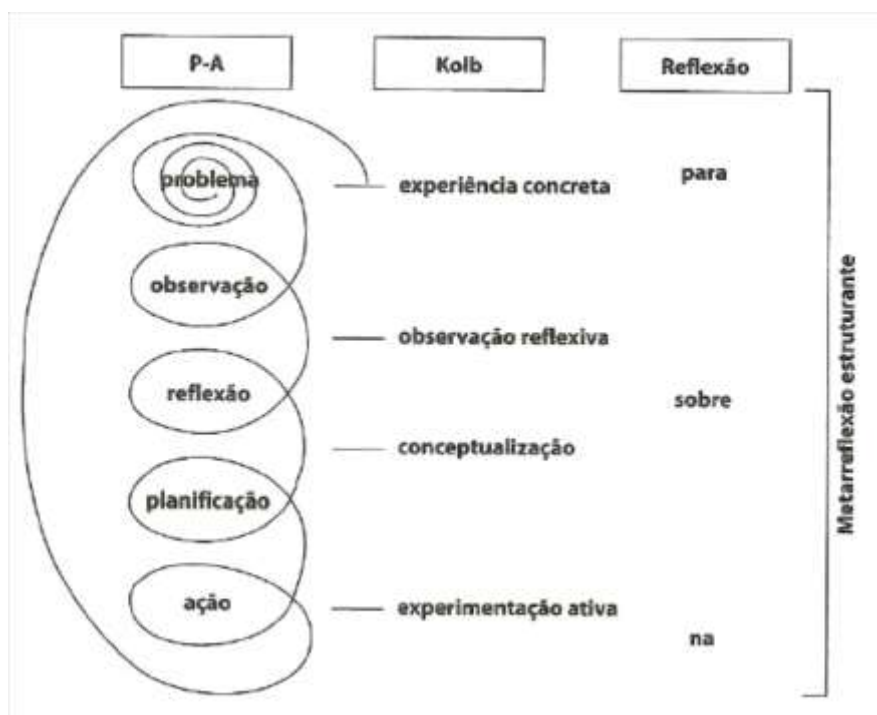 P-A
Kolb
Reflexão
problema
experiência concreta
para
observação
observação reflexiva
reflexão
sobre
conceptualização
planificação
ação
experimentação ativa
na
Metarreflexão estruturante